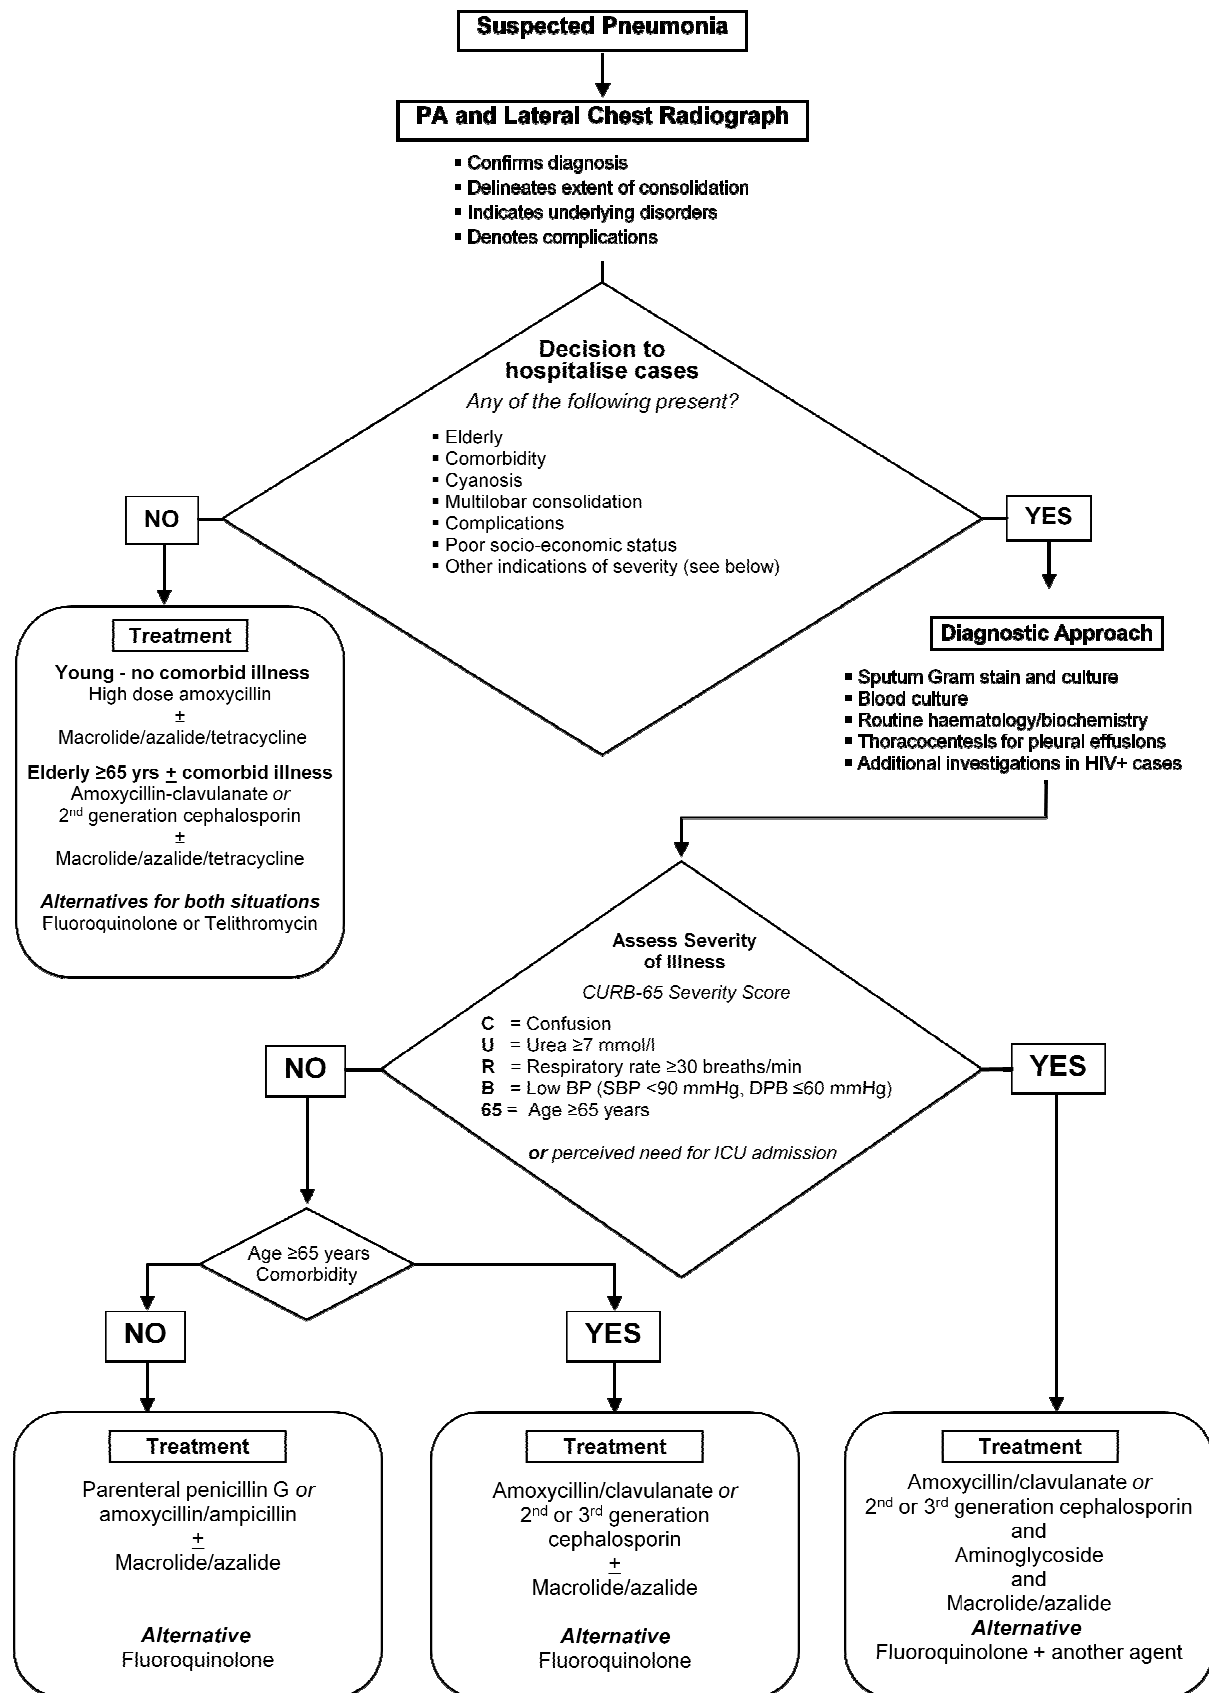 Suspected Pneumonia
PA and Lateral Chest Radiograph
▪ Confirms diagnosis
▪ Delineates extent of consolidation
▪ Indicates underlying disorders
▪ Denotes complications
Decision to
hospitalise cases
Any of the following present?
▪ Elderly
▪ Comorbidity
▪ Cyanosis
▪ Multilobar consolidation
▪ Complications
▪ Poor socio-economic status
▪ Other indications of severity (see below)
NO
YES
Treatment
Young - no comorbid illness
High dose amoxycillin
±
Macrolide/azalide/tetracycline
Elderly ≥65 yrs ± comorbid illness
Amoxycillin-clavulanate or
2nd generation cephalosporin
±
Macrolide/azalide/tetracycline
Alternatives for both situations
Fluoroquinolone or Telithromycin
Diagnostic Approach
▪ Sputum Gram stain and culture
▪ Blood culture
▪ Routine haematology/biochemistry
▪ Thoracocentesis for pleural effusions
▪ Additional investigations in HIV+ cases
Assess Severity
of Illness
CURB-65 Severity Score
C = Confusion
U = Urea ≥7 mmol/l
R = Respiratory rate ≥30 breaths/min
B = Low BP (SBP <90 mmHg, DPB ≤60 mmHg)
65 = Age ≥65 years
or perceived need for ICU admission
NO
YES
Age ≥65 years
Comorbidity
NO
YES
Treatment
Parenteral penicillin G or
amoxycillin/ampicillin
±
Macrolide/azalide
Alternative
Fluoroquinolone
Treatment
Amoxycillin/clavulanate or
2nd or 3rd generation
cephalosporin
±
Macrolide/azalide
Alternative
Fluoroquinolone
Treatment
Amoxycillin/clavulanate or
2nd or 3rd generation cephalosporin
and
Aminoglycoside
and
Macrolide/azalide
Alternative
Fluoroquinolone + another agent